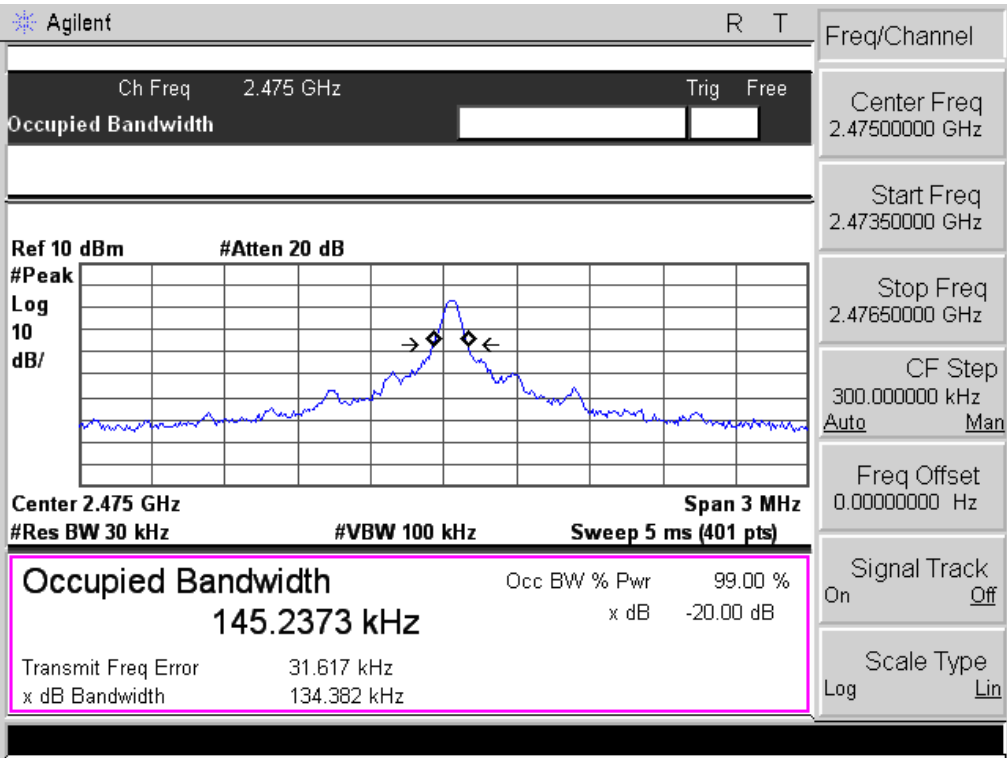 Agilent R T
Ch Freq 2.475 GHz Trig Free
Occupied Bandwidth
Ref 10 dBm #Atten 20 dB
#Peak
Log
10
dB/
Center 2.475 GHz Span 3 MHz
#Res BW 30 kHz #VBW 100 kHz Sweep 5 ms (401 pts)
Occupied Bandwidth
145.2373 kHz
Occ BW % Pwr 99.00 %
x dB -20.00 dB
Transmit Freq Error 31.617 kHz
x dB Bandwidth 134.382 kHz
Freq/Channel
Center Freq
2.47500000 GHz
Start Freq
2.47350000 GHz
Stop Freq
2.47650000 GHz
CF Step
300.000000 kHz
Auto Man
Freq Offset
0.00000000 Hz
Signal Track
On Off
Scale Type
Log Lin